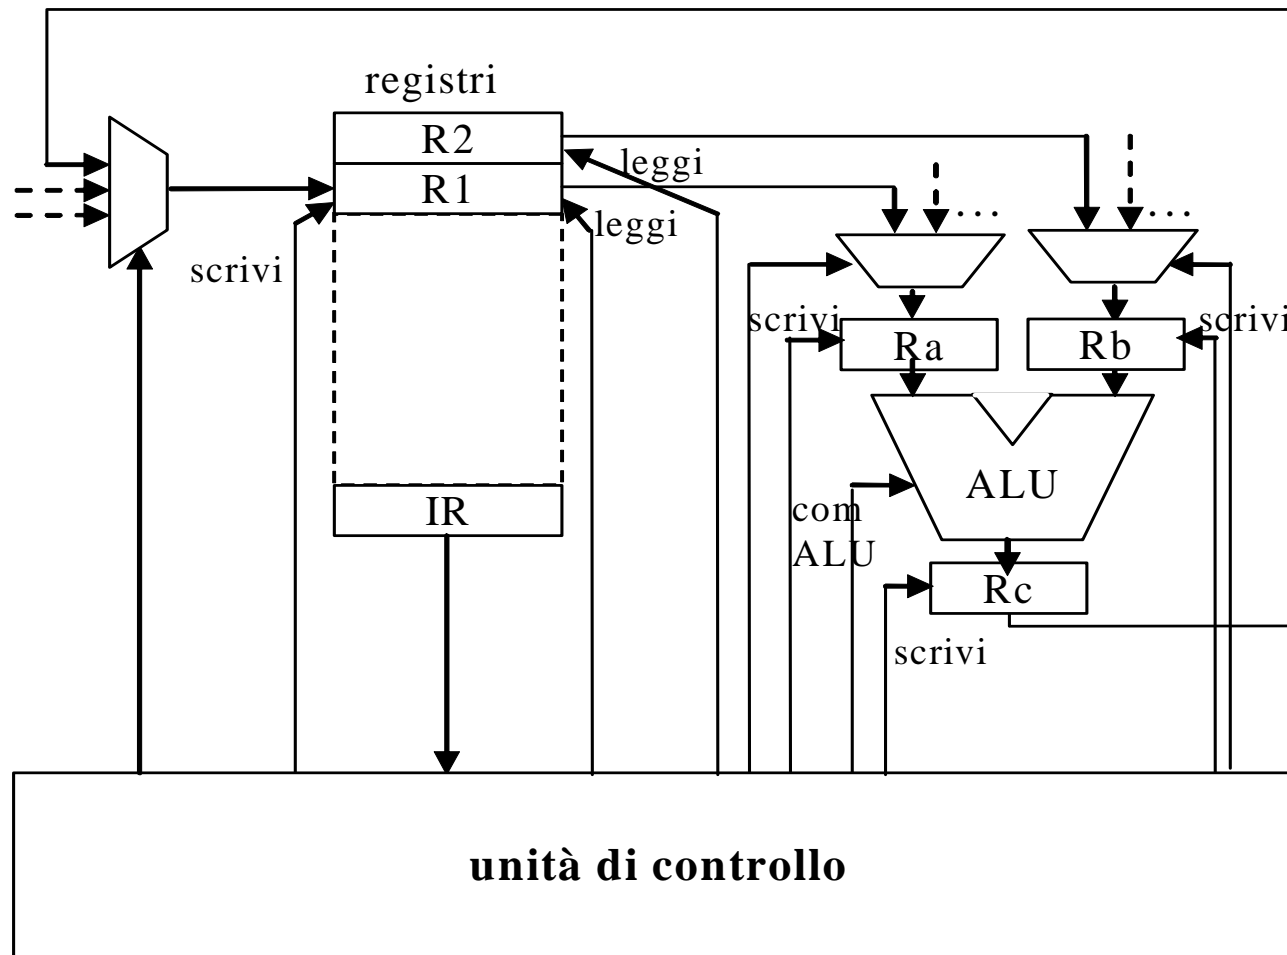 registri
R2
leggi
R1
leggi
scrivi
scrivi
scrivi
Ra
Rb
ALU
IR
com
ALU
Rc
scrivi
unità di controllo